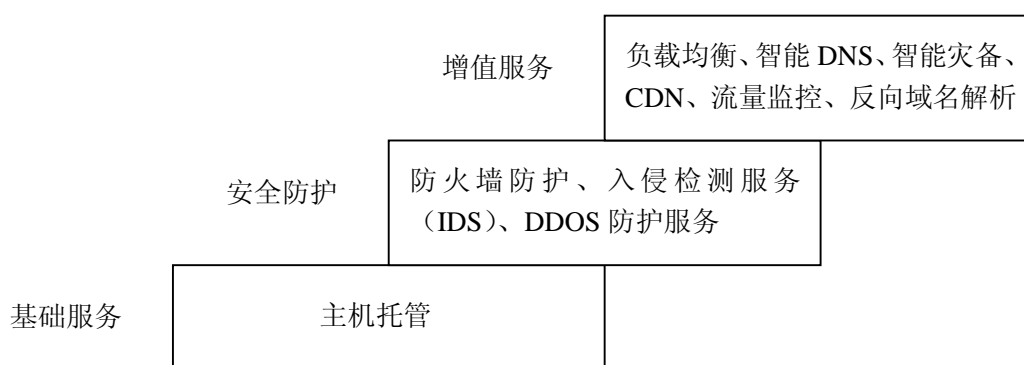 增值服务
负载均衡、智能 DNS、智能灾备、
CDN、流量监控、反向域名解析
安全防护
防火墙防护、入侵检测服务
（IDS）、DDOS 防护服务
基础服务
主机托管